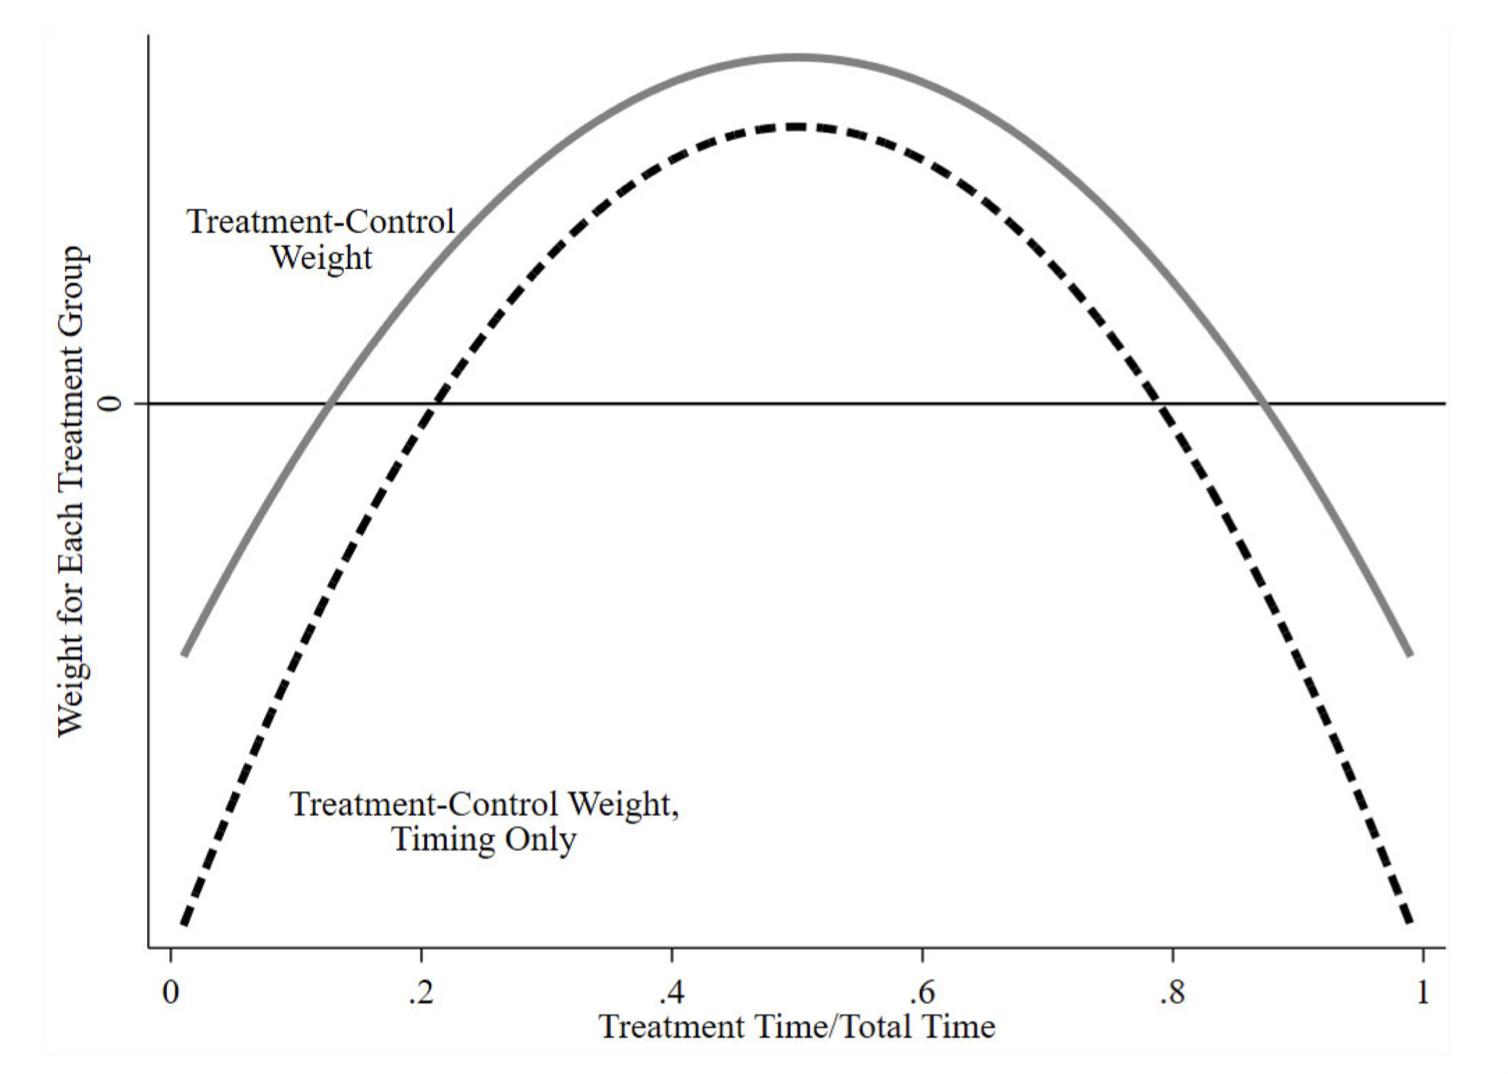 Weight for Each Treatment Group
0
Treatment-Control
Weight
Treatment-Control Weight,
Timing Only
0 .2 .4 .6 .8 1
Treatment Time/Total Time